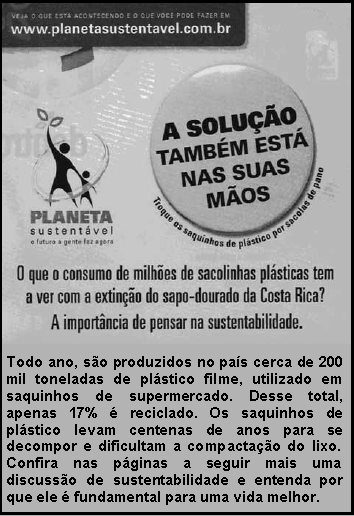 VEJA O QUE ESTÁ ACONTECENDO E O QUE VOCÊ PODE FAZER EM
www.planetasustentavel.com.br
A SOLUÇÃO
TAMBÉM ESTÁ
NAS SUAS
MÃOS
Troque os saquinhos de plástico por sacolas de pano
PLANETA
sustentável
o futuro a gente faz agora
O que o consumo de milhões de sacolinhas plásticas tem
a ver com a extinção do sapo-dourado da Costa Rica?
A importância de pensar na sustentabilidade.
Todo ano, são produzidos no país cerca de 200
mil toneladas de plástico filme, utilizado em
saquinhos de supermercado. Desse total,
apenas 17% é reciclado. Os saquinhos de
plástico levam centenas de anos para se
decompor e dificultam a compactação do lixo.
Confira nas páginas a seguir mais uma
discussão de sustentabilidade e entenda por
que ele é fundamental para uma vida melhor.